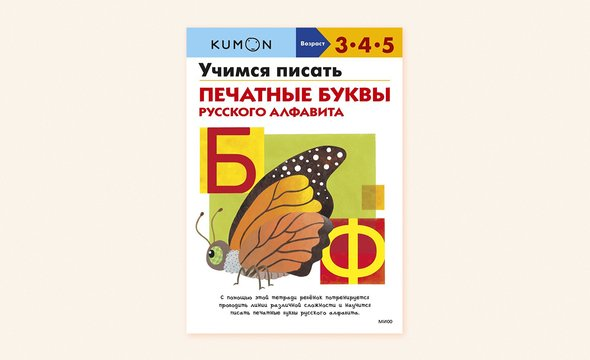 KUMON
Возраст
3•4•5
Учимся писать
ПЕЧАТНЫЕ БУКВЫ
РУССКОГО АЛФАВИТА
Б
Ф
С помощью этой тетради ребёнок потренируется
проводить линии различной сложности и научится
писать печатные буквы русского алфавита.
МИФ